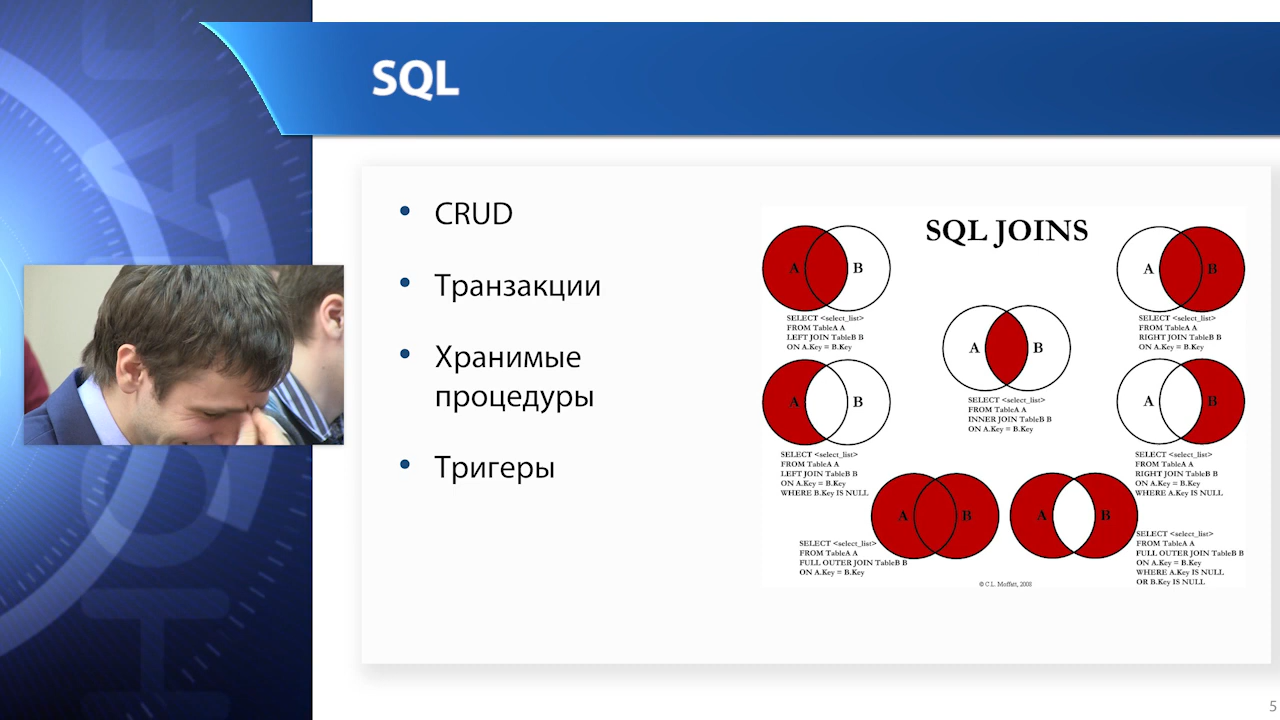 SQL
• CRUD
• Транзакции
• Хранимые
процедуры
• Тригеры
SQL JOINS
A B
SELECT <select_list>
FROM TableA A
LEFT JOIN TableB B
ON A.Key = B.Key
A B
SELECT <select_list>
FROM TableA A
RIGHT JOIN TableB B
ON A.Key = B.Key
A B
SELECT <select_list>
FROM TableA A
INNER JOIN TableB B
ON A.Key = B.Key
A B
SELECT <select_list>
FROM TableA A
LEFT JOIN TableB B
ON A.Key = B.Key
WHERE B.Key IS NULL
A B
SELECT <select_list>
FROM TableA A
RIGHT JOIN TableB B
ON A.Key = B.Key
WHERE A.Key IS NULL
A B
SELECT <select_list>
FROM TableA A
FULL OUTER JOIN TableB B
ON A.Key = B.Key
A B
SELECT <select_list>
FROM TableA A
FULL OUTER JOIN TableB B
ON A.Key = B.Key
WHERE A.Key IS NULL
OR B.Key IS NULL
© C.L. Moffatt, 2008
5